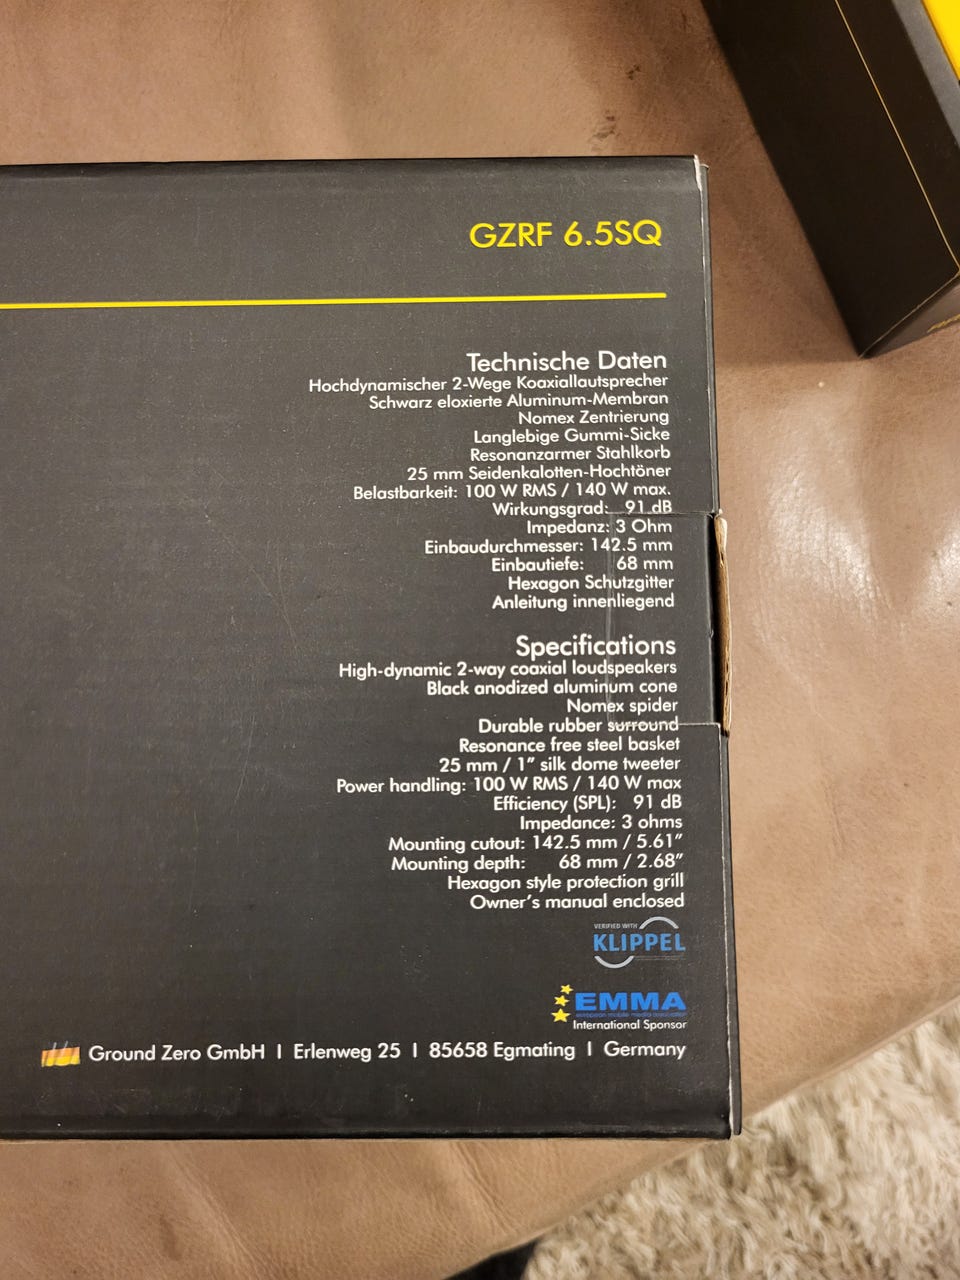 GZRF 6.5SQ
Technische Daten
Hochdynamischer 2-Wege Koaxiallautsprecher
Schwarz eloxierte Aluminum-Membran
Nomex Zentrierung
Langlebige Gummi-Sicke
Resonanzarmer Stahlkorb
25 mm Seidenkalotten-Hochtöner
Belastbarkeit: 100 W RMS / 140 W max.
Wirkungsgrad: 91 dB
Impedanz: 3 Ohm
Einbaudurchmesser: 142.5 mm
Einbautiefe: 68 mm
Hexagon Schutzgitter
Anleitung innenliegend
Specifications
High-dynamic 2-way coaxial loudspeakers
Black anodized aluminum cone
Nomex spider
Durable rubber surround
Resonance free steel basket
25 mm / 1" silk dome tweeter
Power handling: 100 W RMS / 140 W max
Efficiency (SPL): 91 dB
Impedance: 3 ohms
Mounting cutout: 142.5 mm / 5.61"
Mounting depth: 68 mm / 2.68"
Hexagon style protection grill
Owner's manual enclosed
VERIFIED WITH
KLIPPEL
EMMA
european mobile media association
International Sponsor
Ground Zero GmbH I Erlenweg 25 I 85658 Egmating I Germany